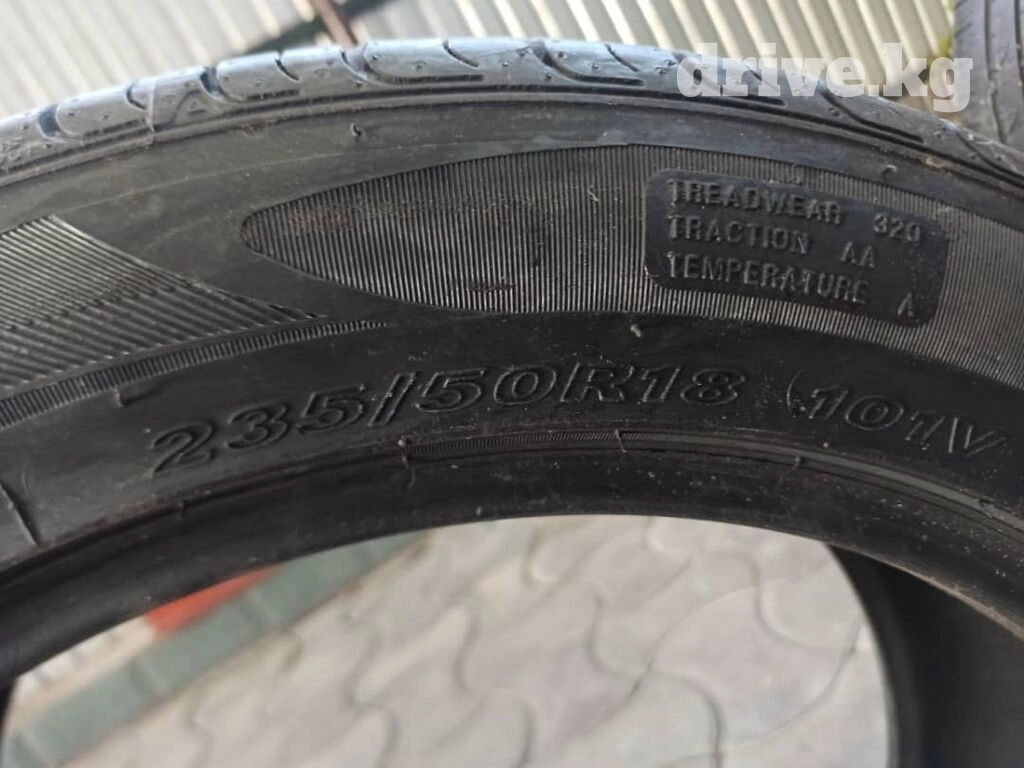 drive.kg
TREADWEAR 320
TRACTION AA
TEMPERATURE A
235/50R18 (101V